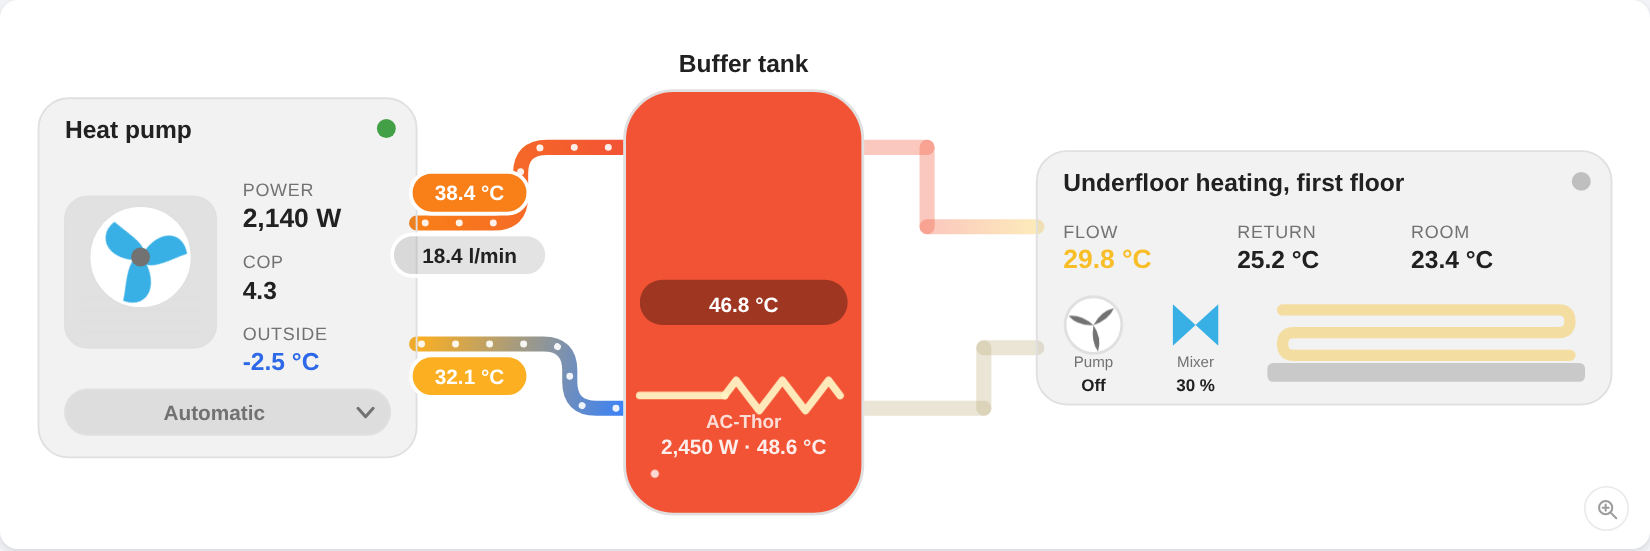 Buffer tank
Heat pump
POWER
2,140 W
COP
4.3
OUTSIDE
-2.5 °C
Automatic
38.4 °C
18.4 l/min
32.1 °C
46.8 °C
AC-Thor
2,450 W · 48.6 °C
Underfloor heating, first floor
FLOW
29.8 °C
RETURN
25.2 °C
ROOM
23.4 °C
Pump
Off
Mixer
30 %